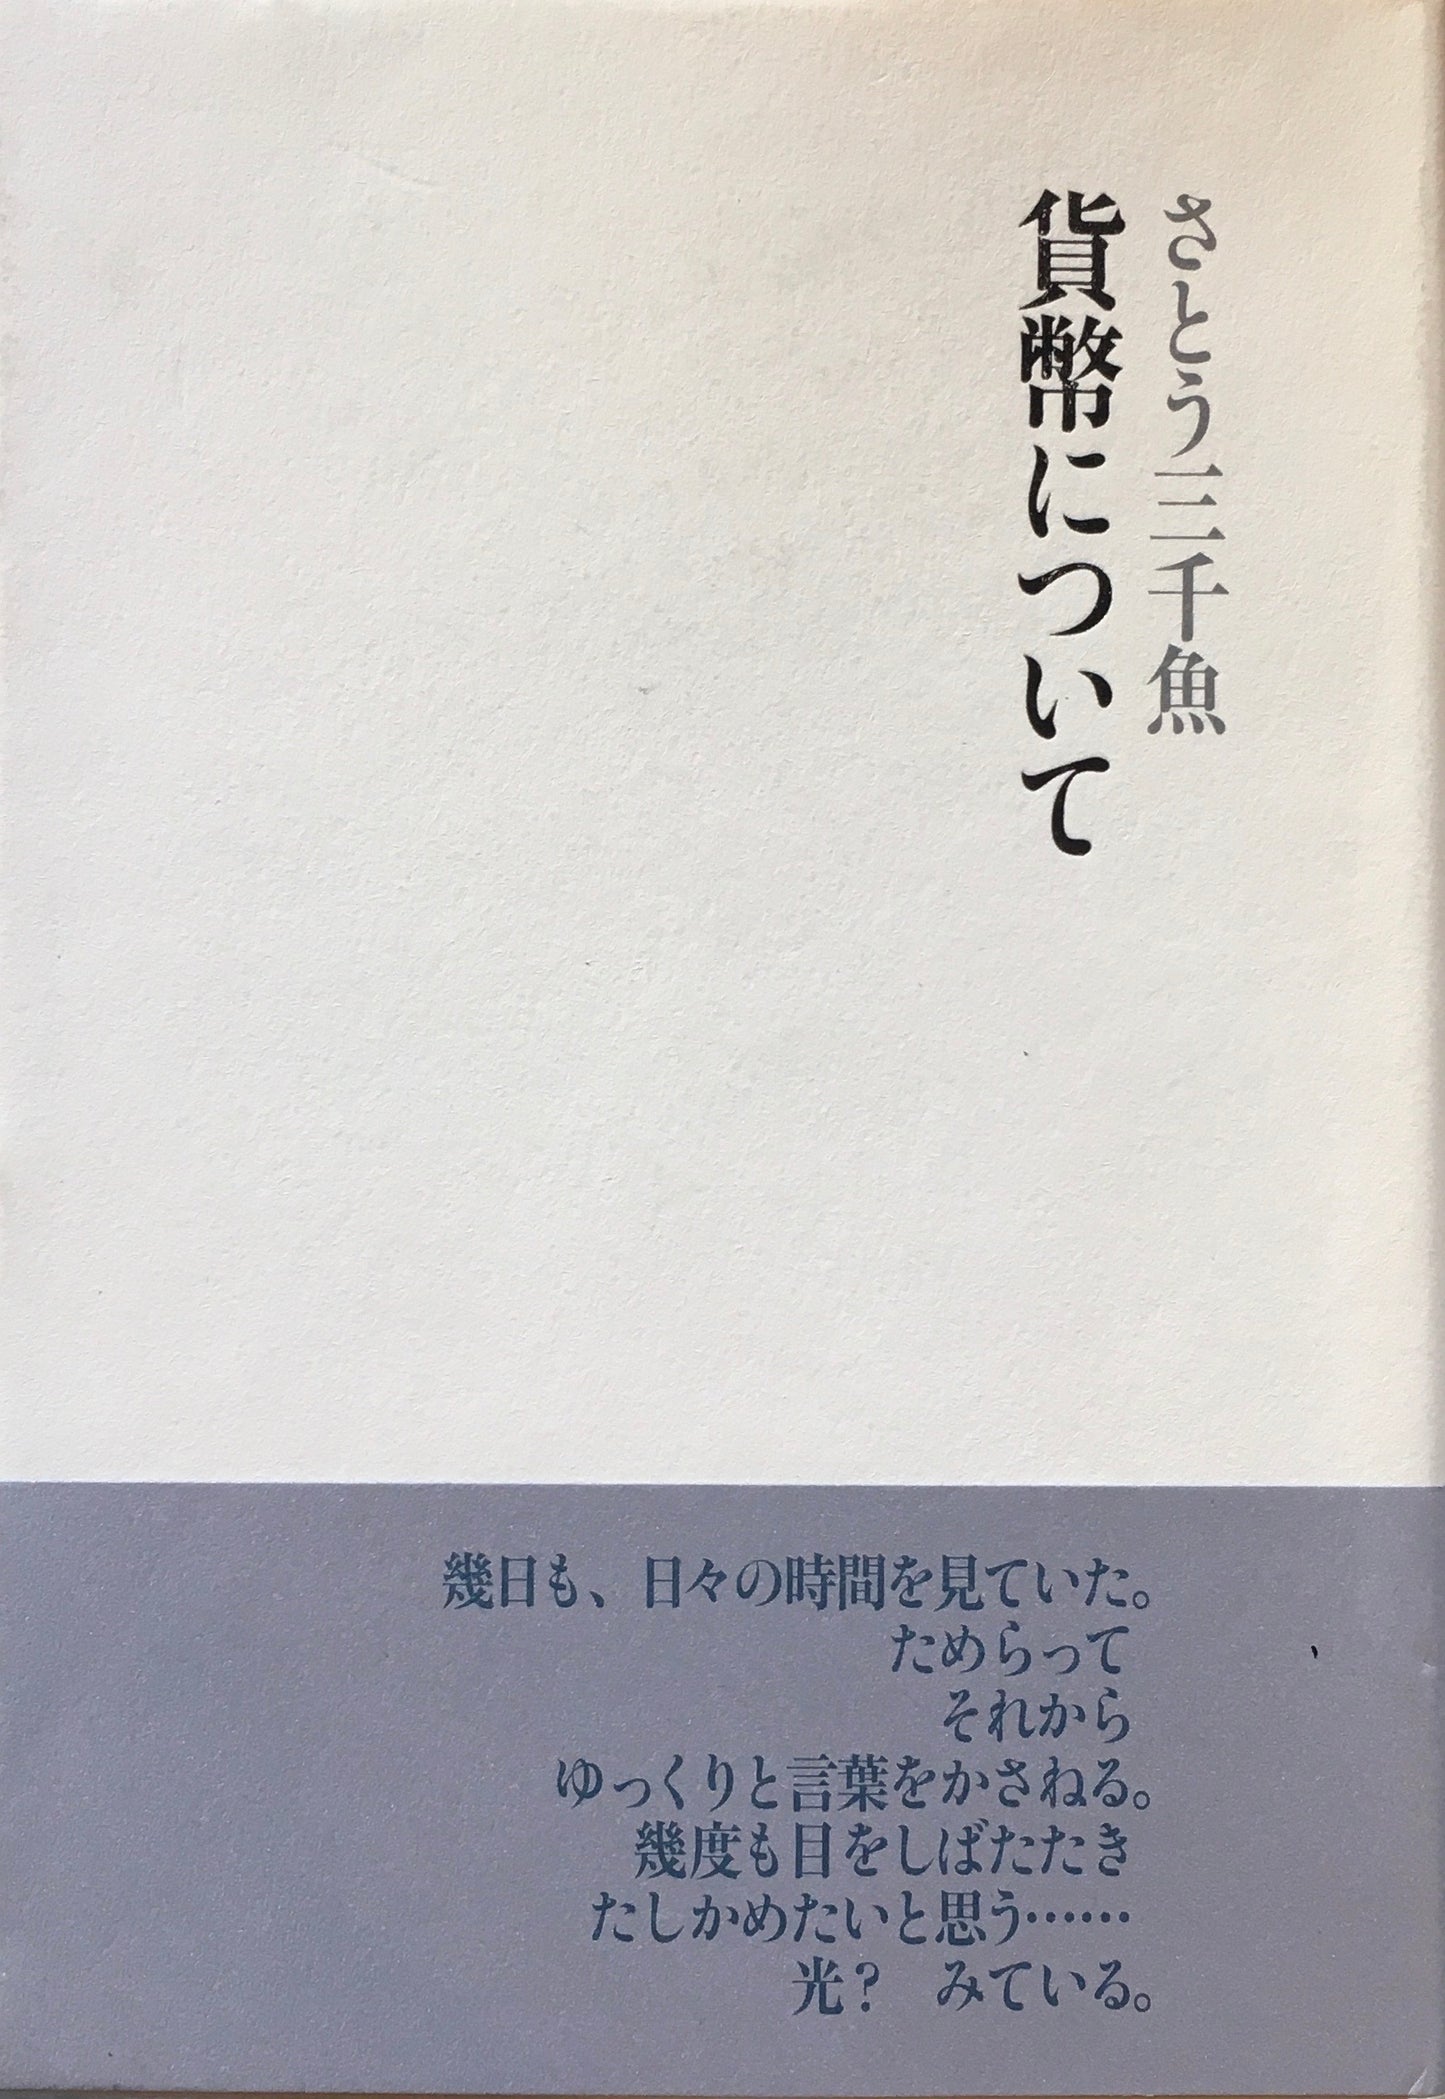 さとう三千魚
貨幣について
幾日も、日々の時間を見ていた。
ためらって
それから
ゆっくりと言葉をかさねる。
幾度も目をしばたたき
たしかめたいと思う……
光？　みている。